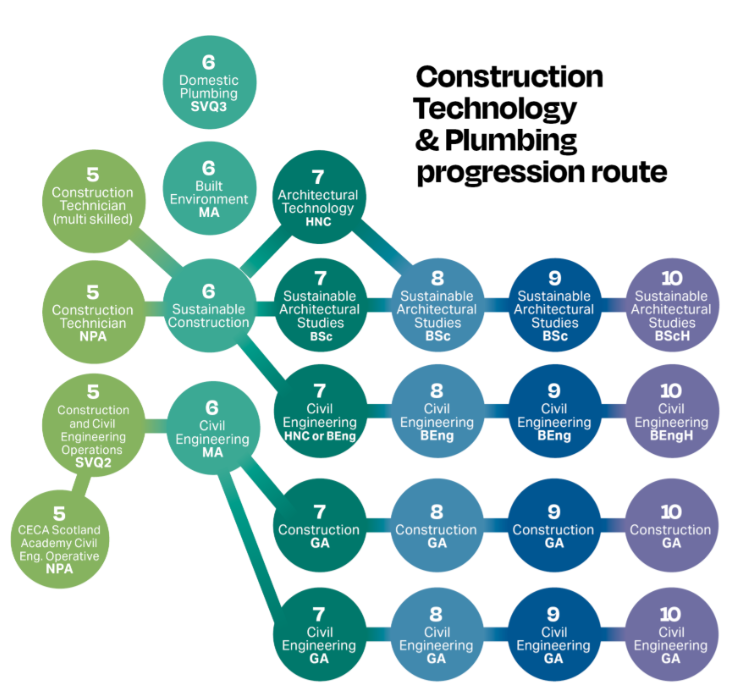 Construction
Technology
& Plumbing
progression route
6
Domestic
Plumbing
SVQ3
6
Built
Environment
MA
5
Construction
Technician
(multi skilled)
7
Architectural
Technology
HNC
5
Construction
Technician
NPA
6
Sustainable
Construction
7
Sustainable
Architectural
Studies
BSc
8
Sustainable
Architectural
Studies
BSc
9
Sustainable
Architectural
Studies
BSc
10
Sustainable
Architectural
Studies
BScH
5
Construction
and Civil
Engineering
Operations
SVQ2
6
Civil
Engineering
MA
7
Civil
Engineering
HNC or BEng
8
Civil
Engineering
BEng
9
Civil
Engineering
BEng
10
Civil
Engineering
BEngH
5
CECA Scotland
Academy Civil
Eng. Operative
NPA
7
Construction
GA
8
Construction
GA
9
Construction
GA
10
Construction
GA
7
Civil
Engineering
GA
8
Civil
Engineering
GA
9
Civil
Engineering
GA
10
Civil
Engineering
GA